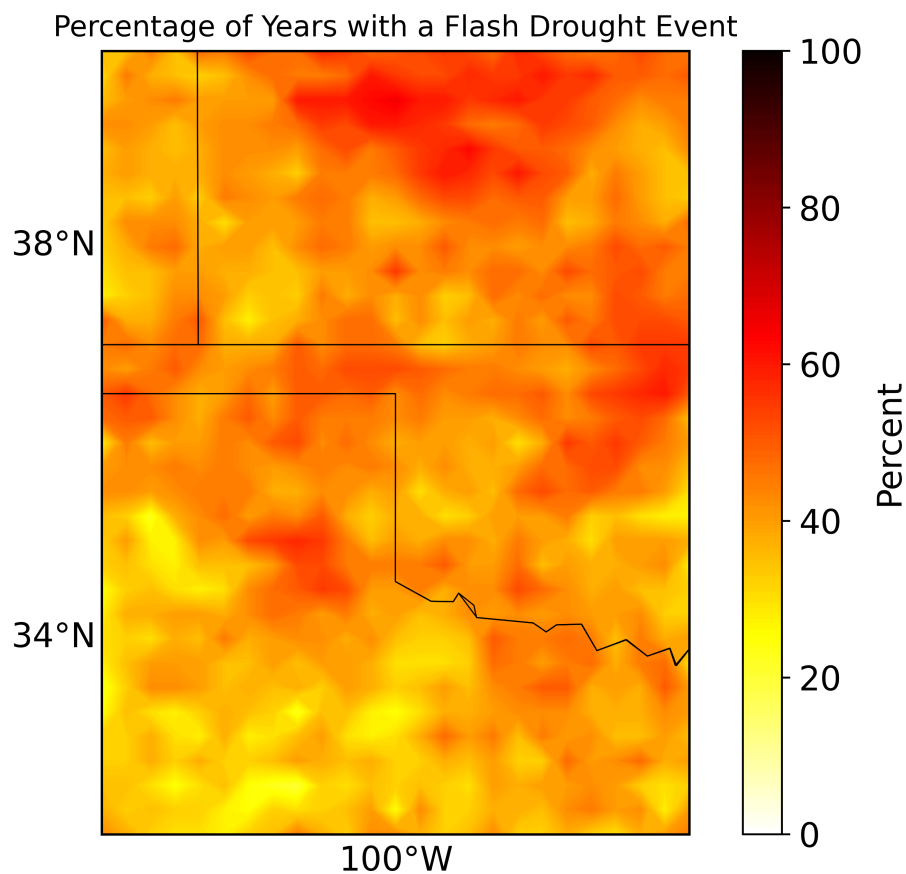 Percentage of Years with a Flash Drought Event
38°N
34°N
100°W
100
80
60
40
20
0
Percent